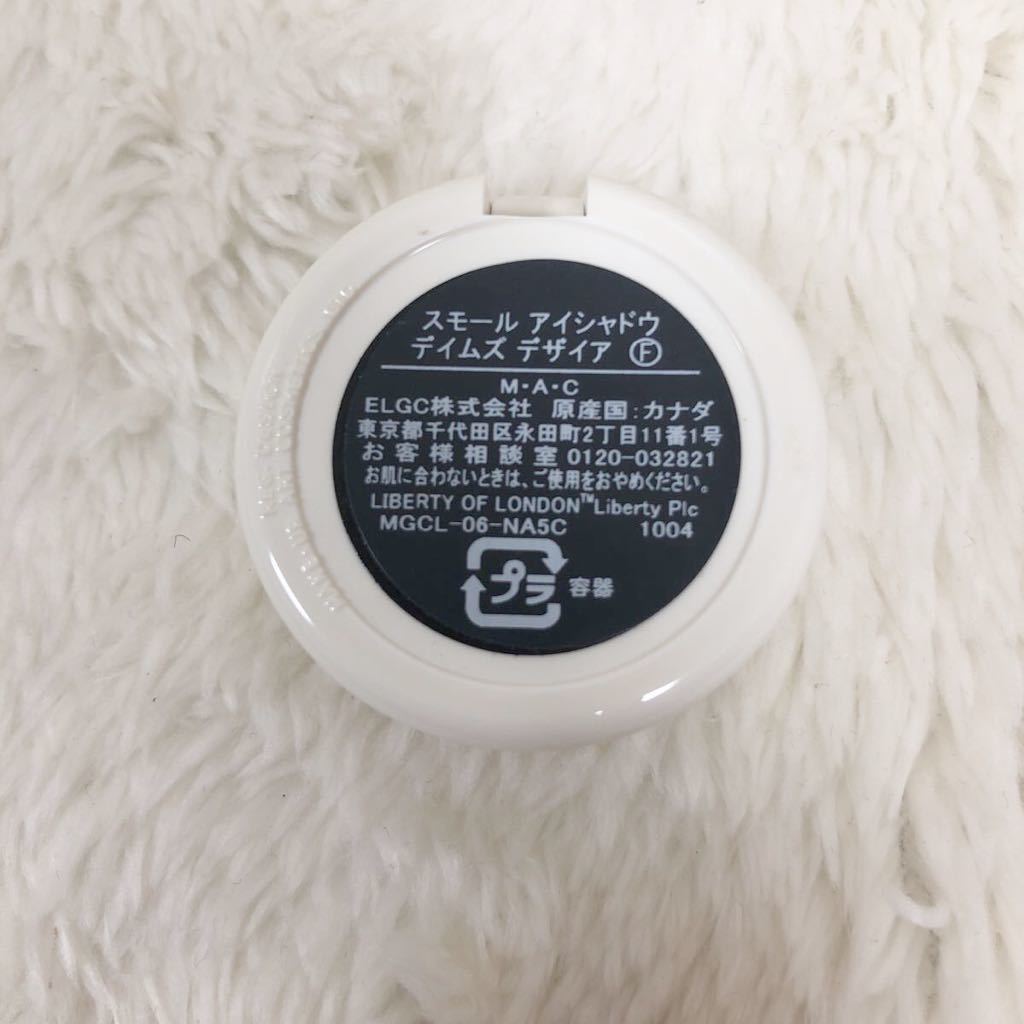 スモール アイシャドウ
デイムズ デザイア Ⓕ
M・A・C
ELGC株式会社 原産国:カナダ
東京都千代田区永田町2丁目11番1号
お客様相談室 0120-032821
お肌に合わないときは、ご使用をおやめください。
LIBERTY OF LONDON™Liberty Plc
MGCL-06-NA5C 1004
プラ 容器